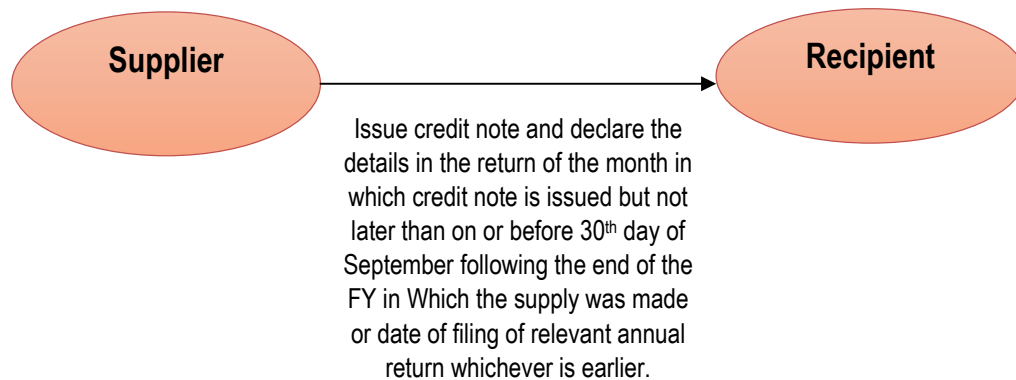 Supplier
Recipient
Issue credit note and declare the
details in the return of the month in
which credit note is issued but not
later than on or before 30th day of
September following the end of the
FY in Which the supply was made
or date of filing of relevant annual
return whichever is earlier.